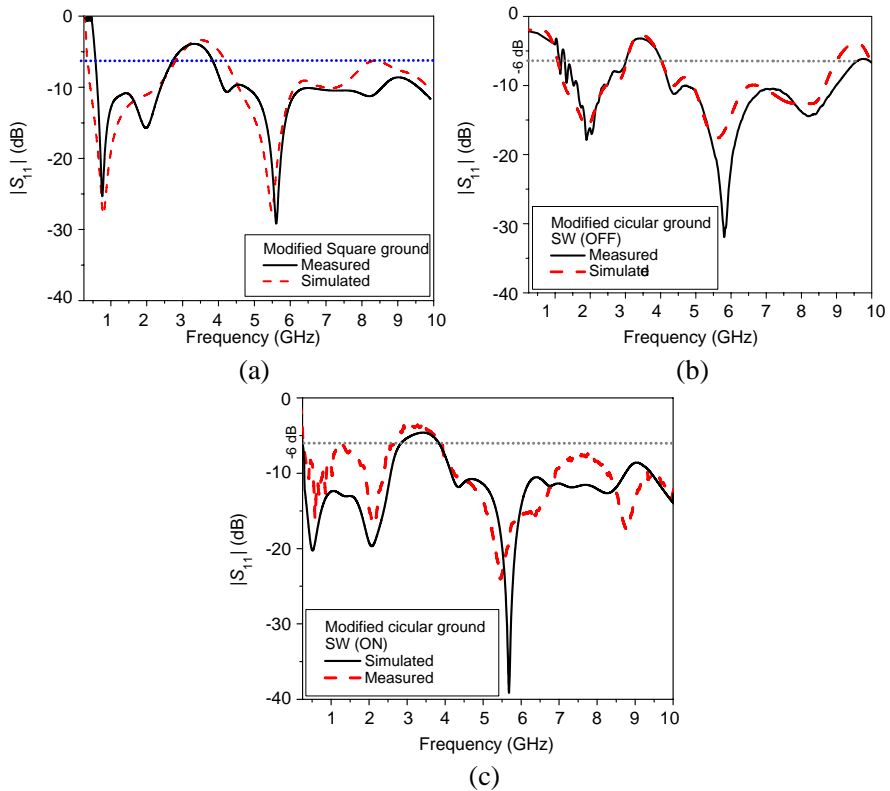 0
-10
-20
-30
-40
|S11| (dB)
Modified Square ground
Measured
Simulated
1 2 3 4 5 6 7 8 9 10
Frequency (GHz)
(a)
0
-6 dB
-10
-20
-30
-40
|S11| (dB)
Modified cicular ground
SW (OFF)
Measured
Simulated
1 2 3 4 5 6 7 8 9 10
Frequency (GHz)
(b)
0
-6 dB
-10
-20
-30
-40
|S11| (dB)
Modified cicular ground
SW (ON)
Simulated
Measured
1 2 3 4 5 6 7 8 9 10
Frequency (GHz)
(c)